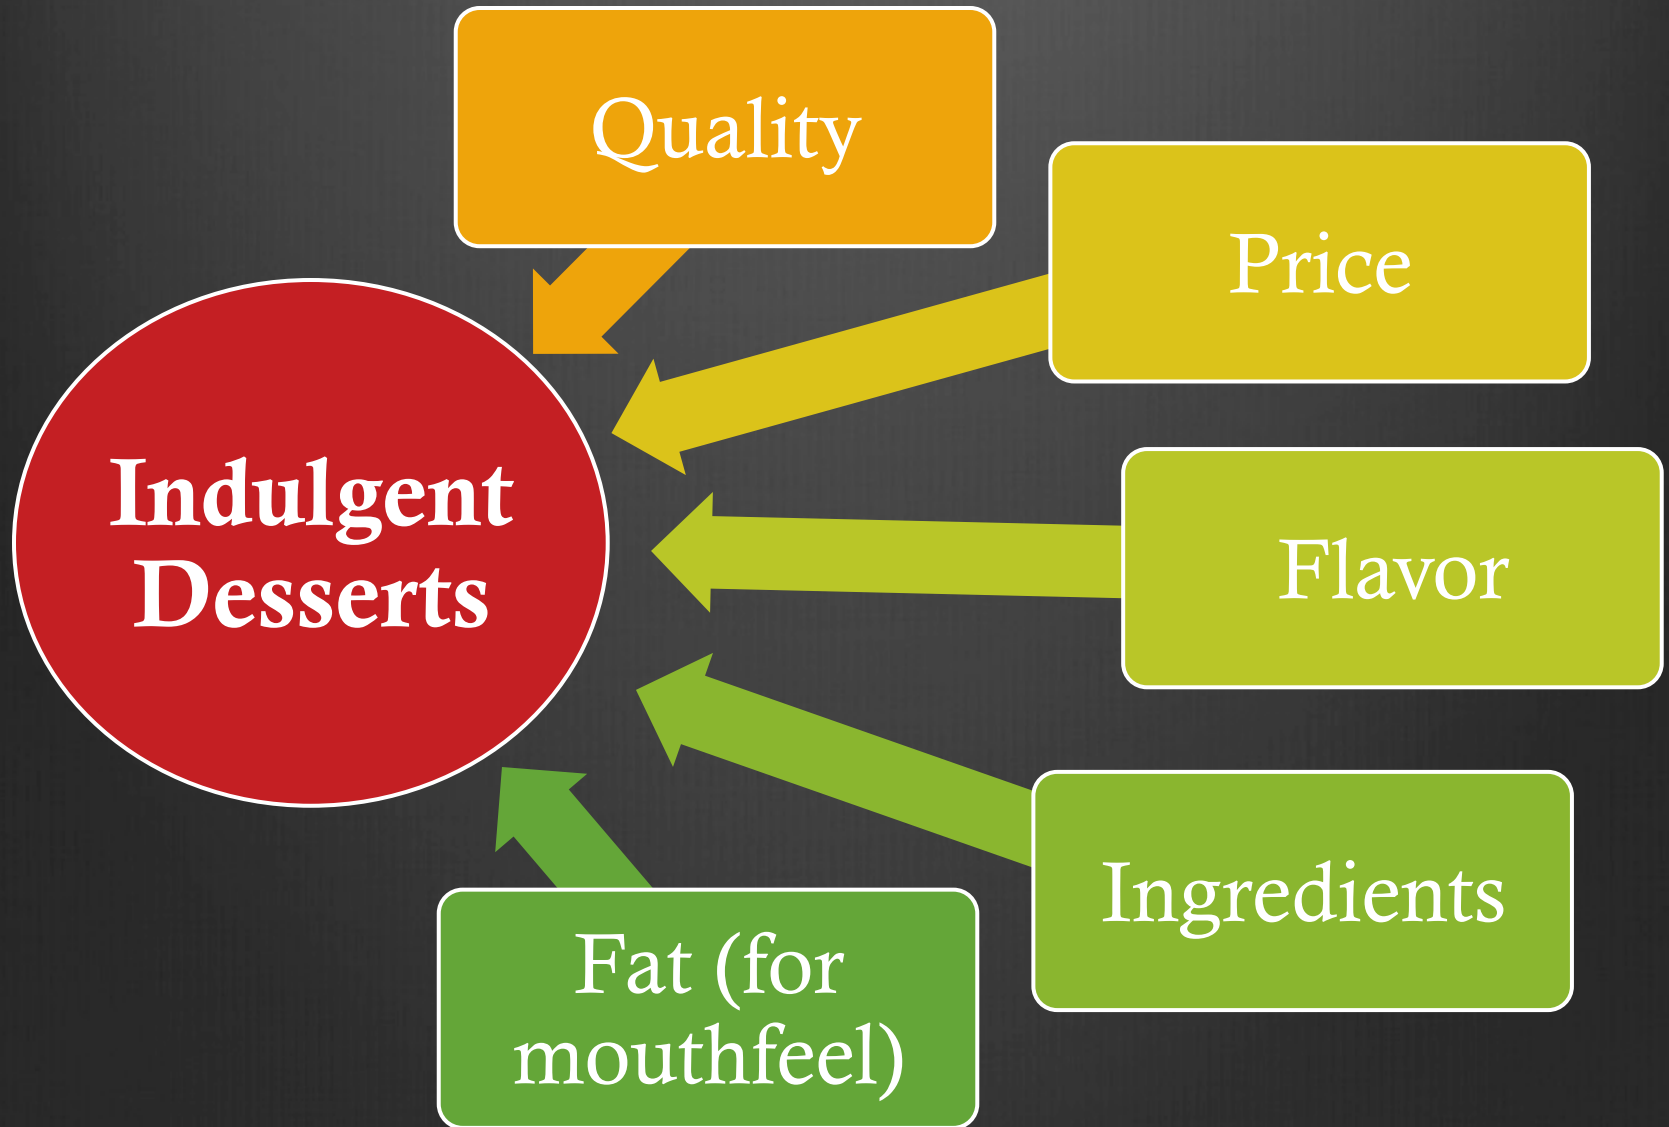 Quality
Price
Indulgent
Desserts
Flavor
Ingredients
Fat (for
mouthfeel)